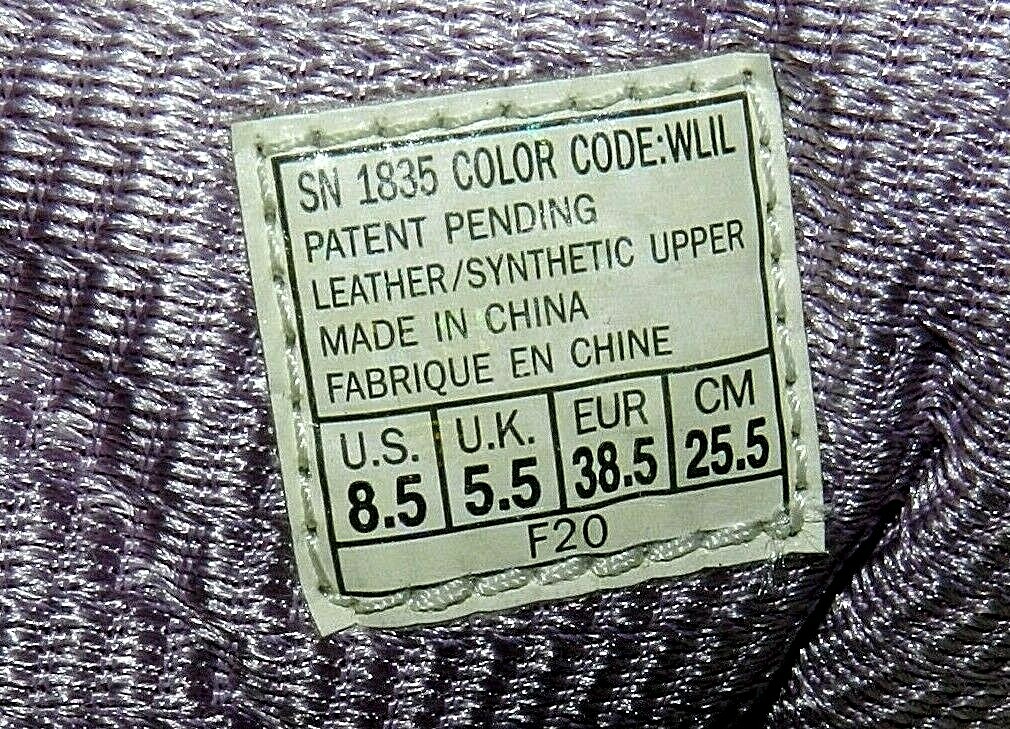 SN 1835 COLOR CODE:WLIL
PATENT PENDING
LEATHER/SYNTHETIC UPPER
MADE IN CHINA
FABRIQUE EN CHINE
U.S. U.K. EUR CM
8.5 5.5 38.5 25.5
F20